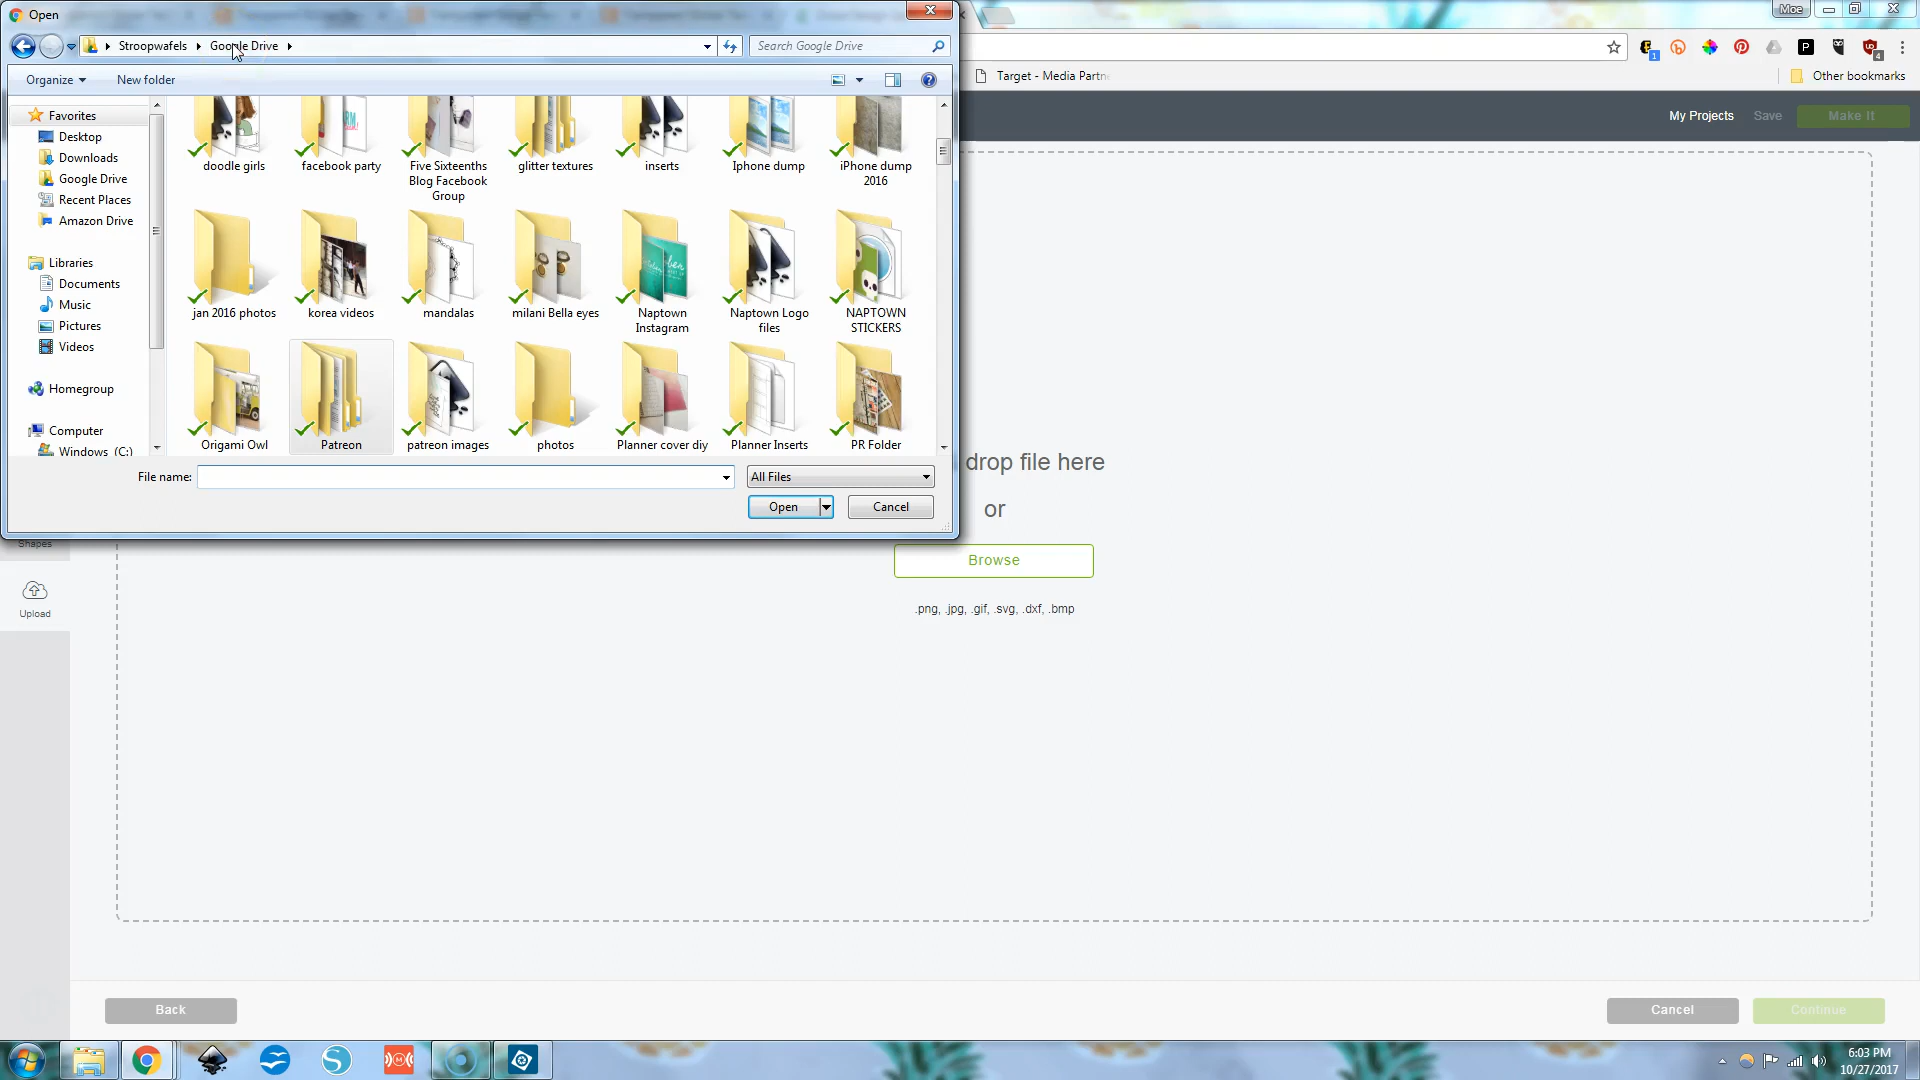 Open
Moe
Stroopwafels
Google Drive
Search Google Drive
1
4
Organize
New folder
Target - Media Partn
Other bookmarks
My Projects
Save
Make It
Favorites
Desktop
Downloads
Google Drive
Recent Places
Amazon Drive
Libraries
Documents
Music
Pictures
Videos
Homegroup
Computer
Windows (C:)
doodle girls
facebook party
Five Sixteenths
Blog Facebook
Group
glitter textures
inserts
Iphone dump
iPhone dump
2016
jan 2016 photos
korea videos
mandalas
milani Bella eyes
Naptown
Instagram
Naptown Logo
files
NAPTOWN
STICKERS
Origami Owl
Patreon
patreon images
photos
Planner cover diy
Planner Inserts
PR Folder
File name:
All Files
Open
Cancel
drop file here
or
Browse
.png, .jpg, .gif, .svg, .dxf, .bmp
Shapes
Upload
Back
Cancel
Continue
6:03 PM
10/27/2017